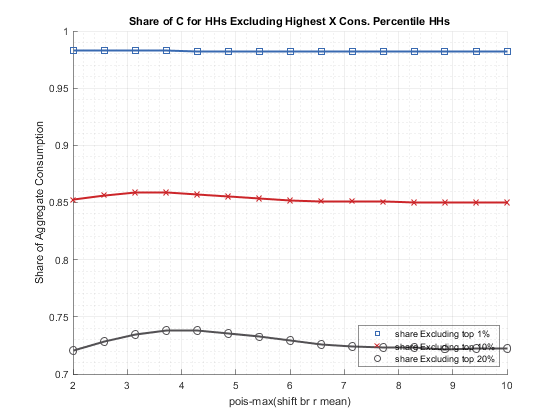 Share of C for HHs Excluding Highest X Cons. Percentile HHs
1
0.95
0.9
0.85
0.8
0.75
0.7
Share of Aggregate Consumption
share Excluding top 1%
share Excluding top 10%
share Excluding top 20%
2 3 4 5 6 7 8 9 10
pois-max(shift br r mean)